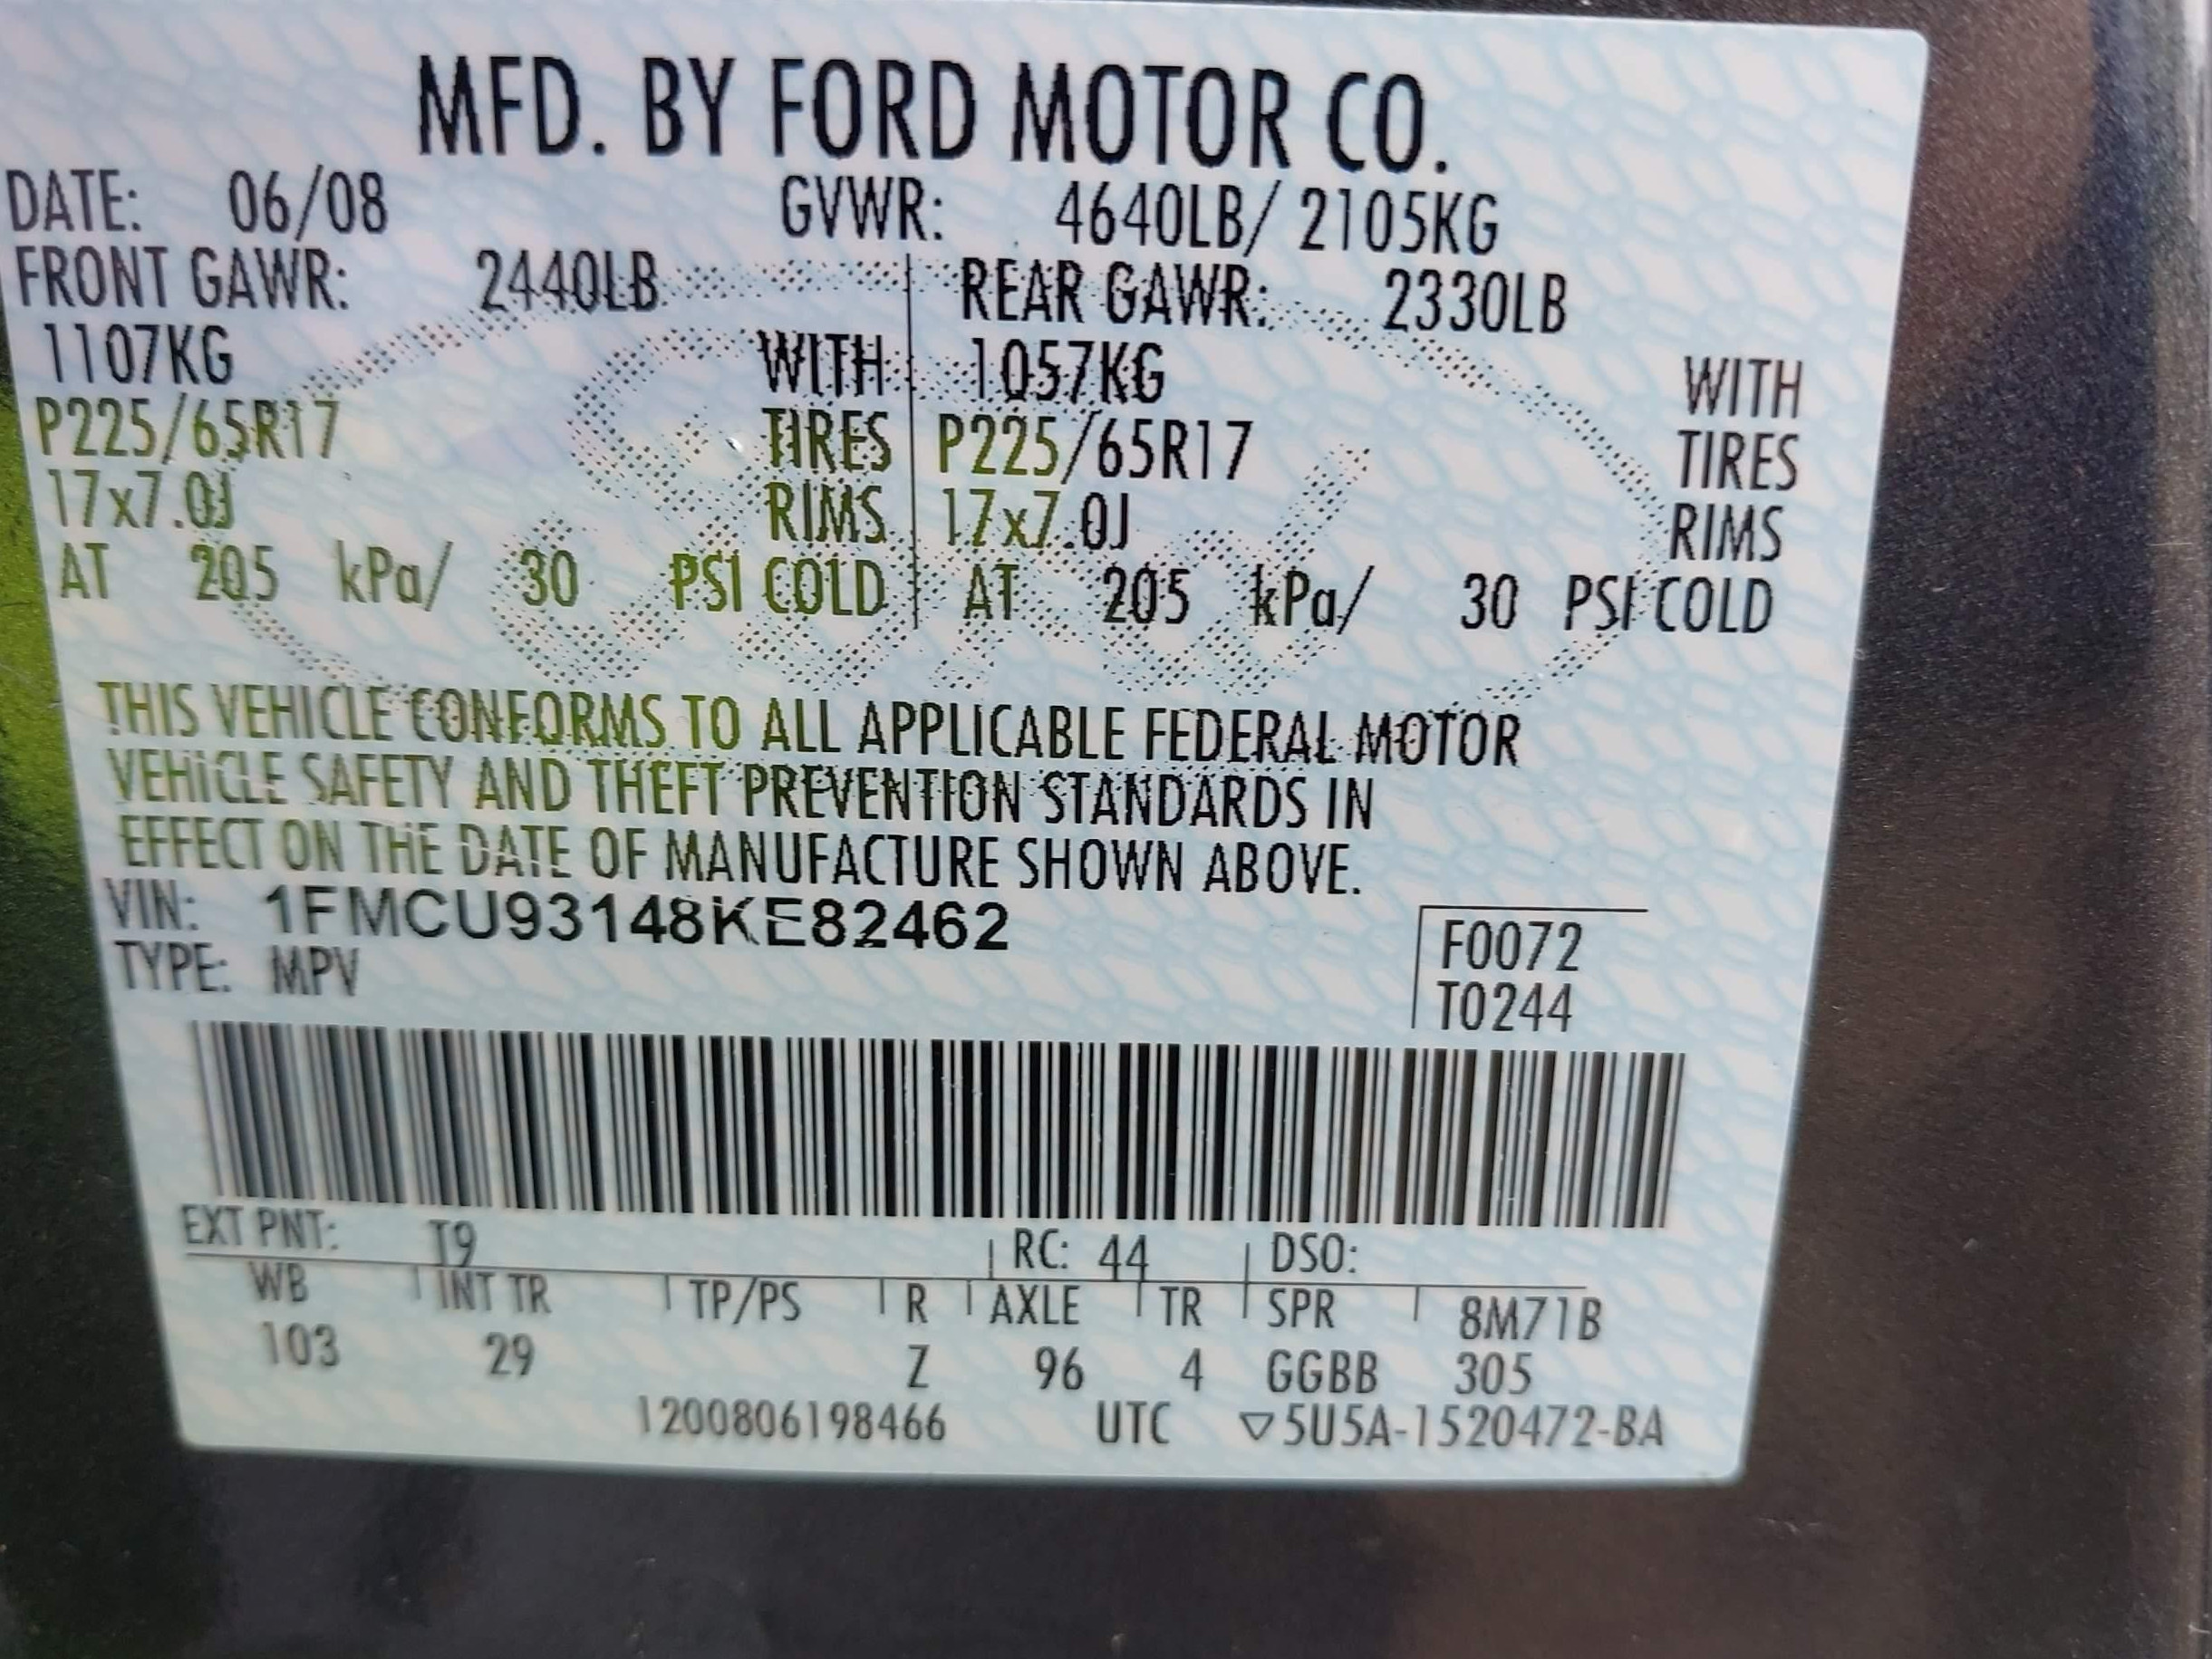 MFD. BY FORD MOTOR CO.
DATE: 06/08 GVWR: 4640LB/ 2105KG
FRONT GAWR: 2440LB REAR GAWR: 2330LB
1107KG WITH 1057KG WITH
P225/65R17 TIRES P225/65R17 TIRES
17x7.0J RIMS 17x7.0J RIMS
AT 205 kPa/ 30 PSI COLD AT 205 kPa/ 30 PSI COLD
THIS VEHICLE CONFORMS TO ALL APPLICABLE FEDERAL MOTOR
VEHICLE SAFETY AND THEFT PREVENTION STANDARDS IN
EFFECT ON THE DATE OF MANUFACTURE SHOWN ABOVE.
VIN: 1FMCU93148KE82462 F0072
TYPE: MPV T0244
EXT PNT: T9 RC: 44 DSO:
WB INT TR TP/PS R AXLE TR SPR 8M71B
103 29 Z 96 4 GGBB 305
1200806198466 UTC ▽5U5A-1520472-BA